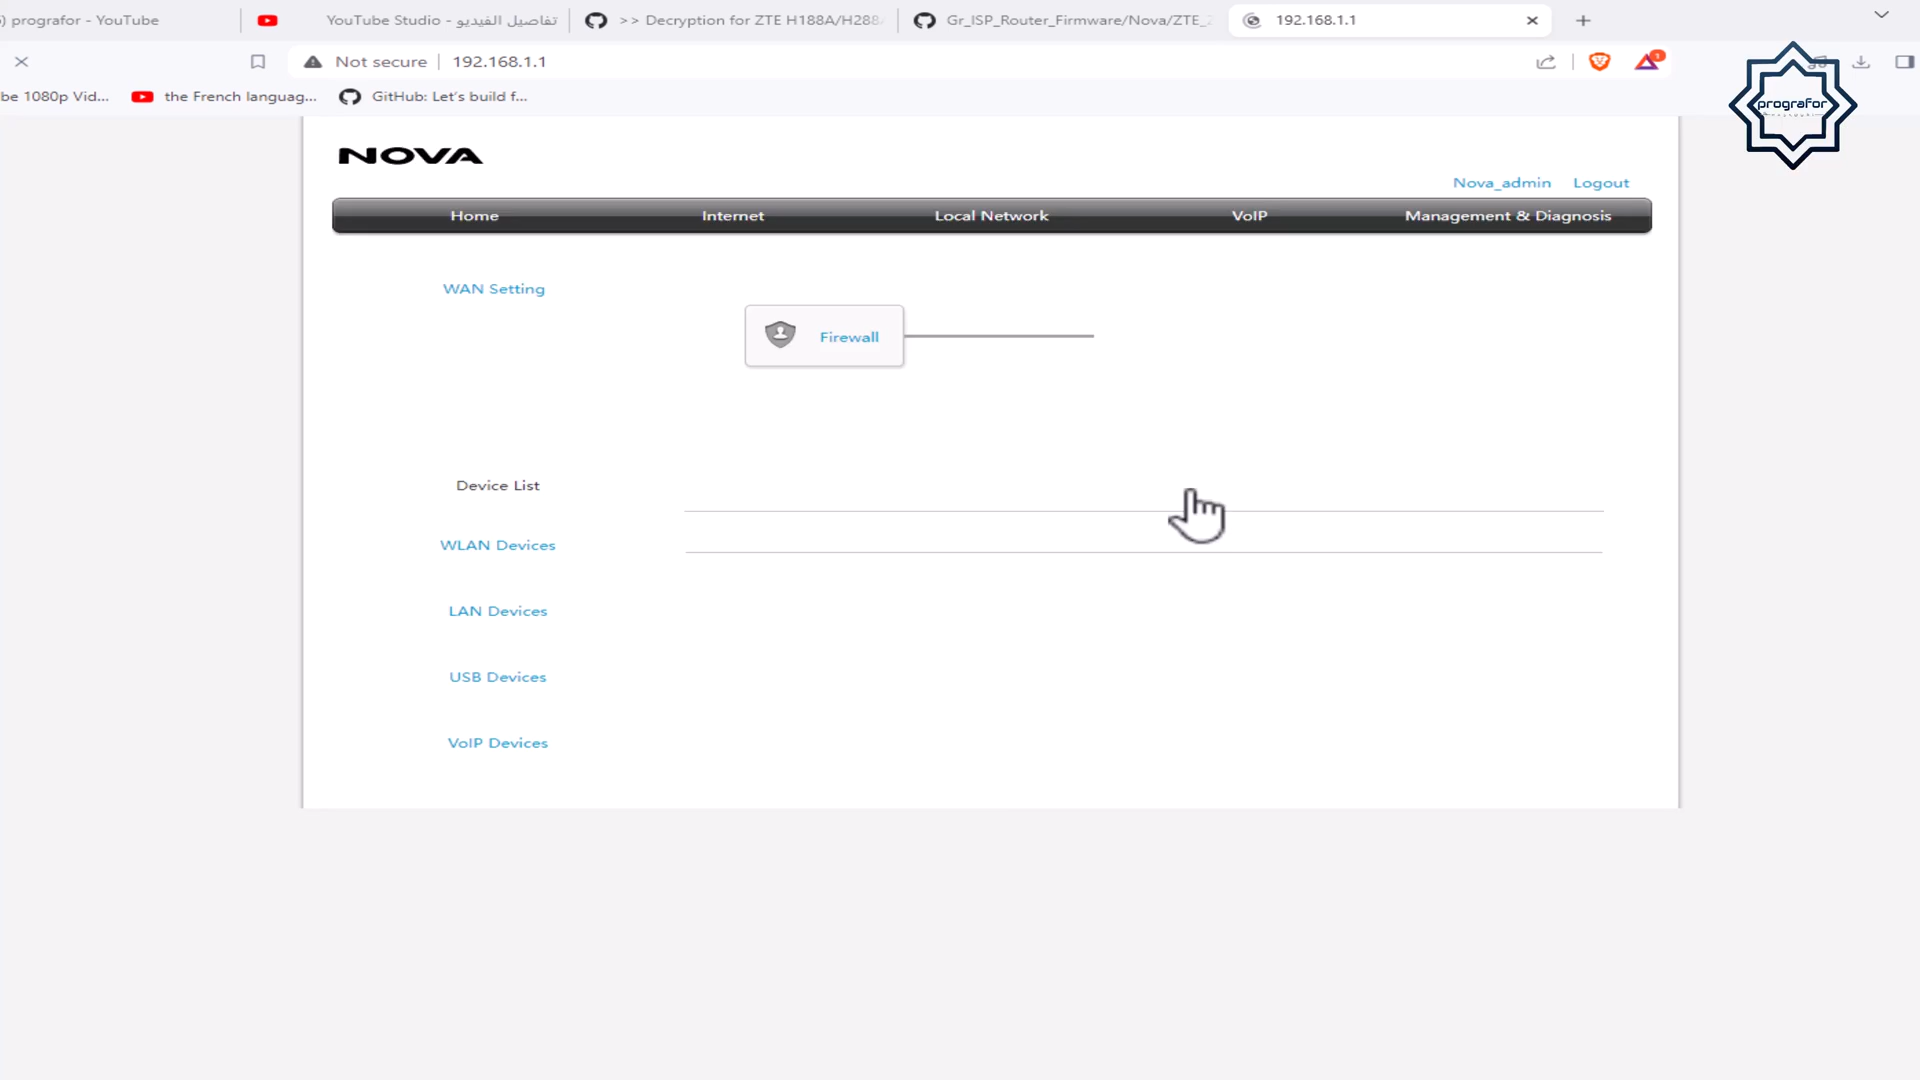 ) prografor - YouTube
YouTube Studio - تفاصيل الفيديو
>> Decryption for ZTE H188A/H288
Gr_ISP_Router_Firmware/Nova/ZTE_
192.168.1.1
Not secure
192.168.1.1
1
be 1080p Vid...
the French languag...
GitHub: Let's build f...
prografor
NOVA
Nova_admin
Logout
Home
Internet
Local Network
VoIP
Management & Diagnosis
WAN Setting
Firewall
Device List
WLAN Devices
LAN Devices
USB Devices
VoIP Devices